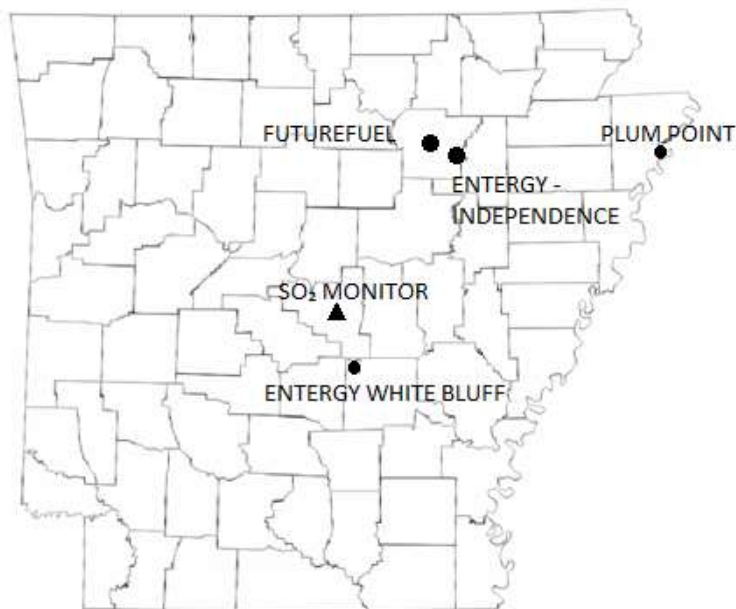 FUTUREFUEL
PLUM POINT
ENTERGY -
INDEPENDENCE
SO₂ MONITOR
ENTERGY WHITE BLUFF